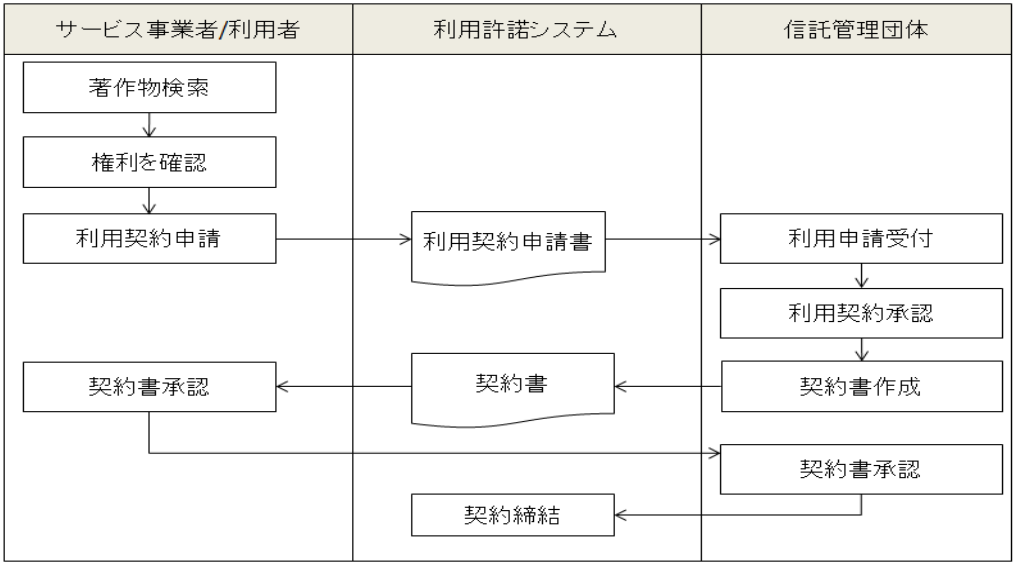 サービス事業者/利用者
利用許諾システム
信託管理団体
著作物検索
権利を確認
利用契約申請
利用契約申請書
利用申請受付
利用契約承認
契約書承認
契約書
契約書作成
契約書承認
契約締結